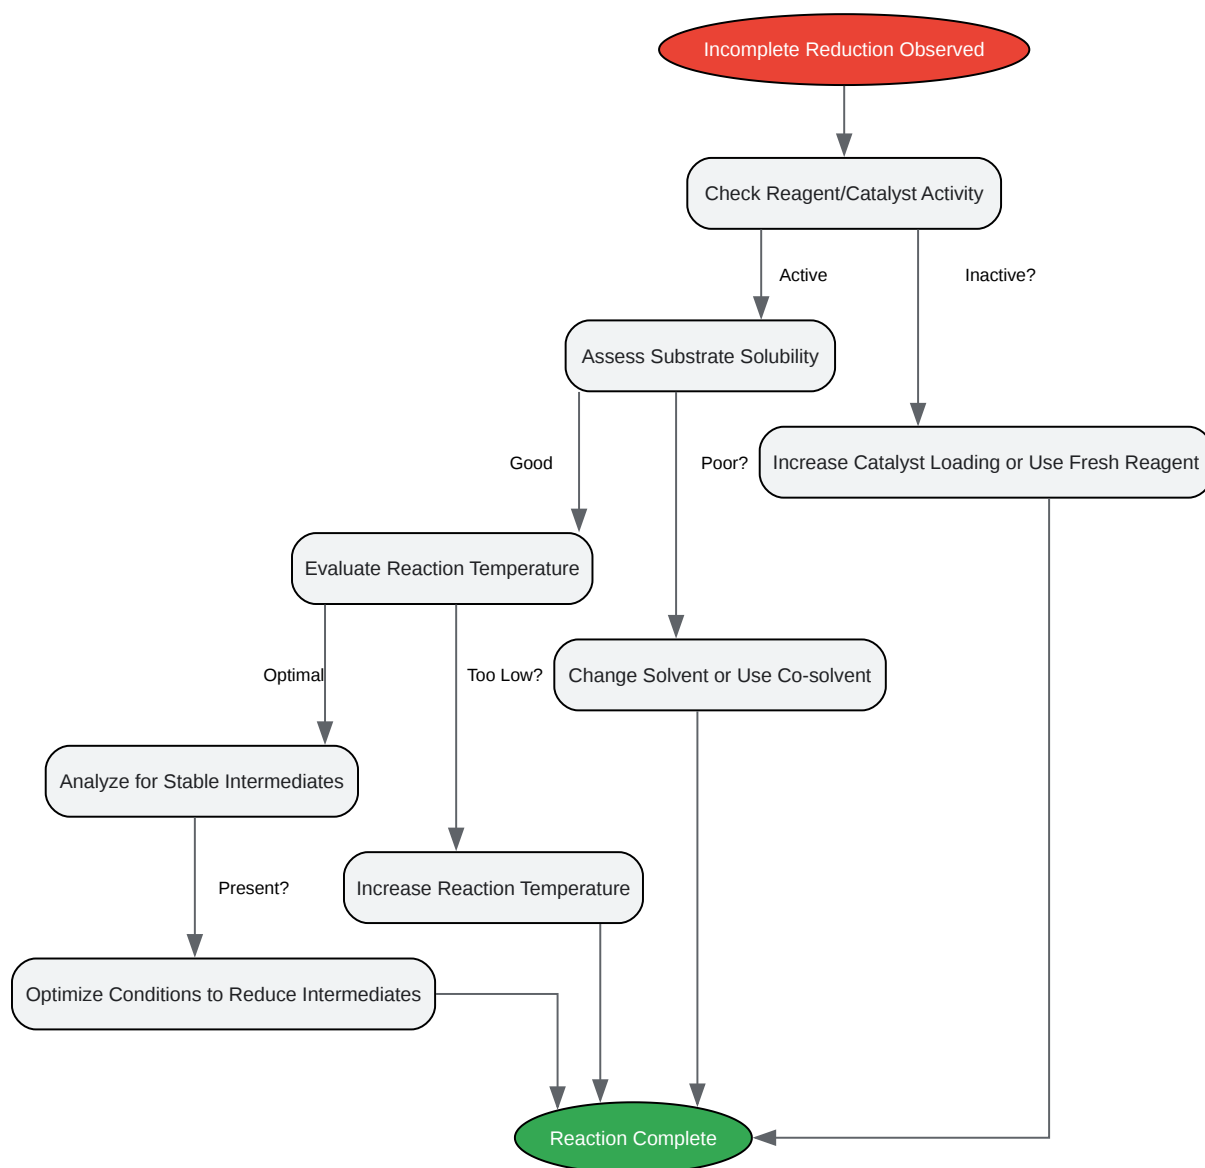 Incomplete Reduction Observed
Check Reagent/Catalyst Activity
Active
Inactive?
Assess Substrate Solubility
Good
Poor?
Increase Catalyst Loading or Use Fresh Reagent
Evaluate Reaction Temperature
Optimal
Too Low?
Change Solvent or Use Co-solvent
Analyze for Stable Intermediates
Present?
Increase Reaction Temperature
Optimize Conditions to Reduce Intermediates
Reaction Complete